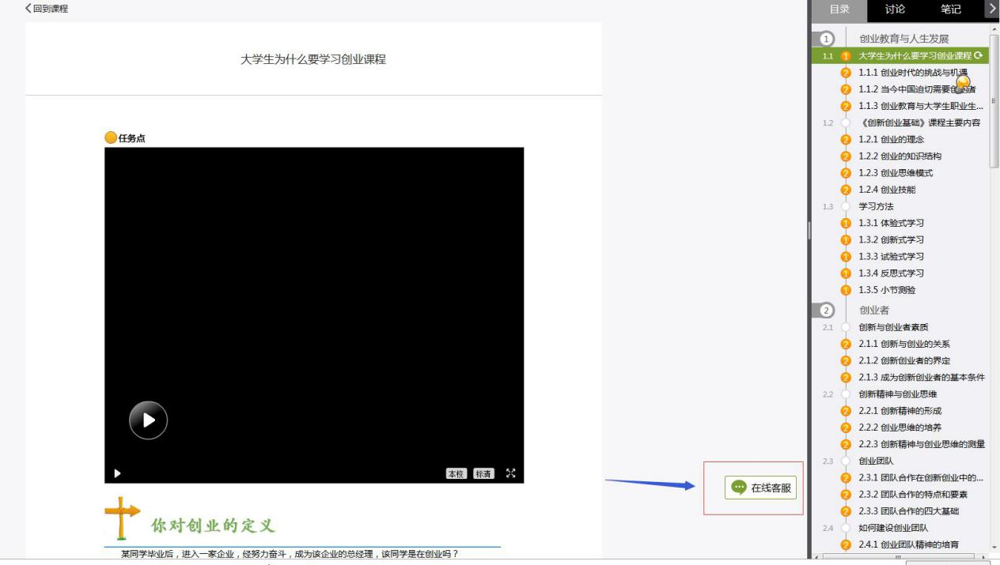 回到课程
大学生为什么要学习创业课程
任务点
本校 标清
在线客服
你对创业的定义
某同学毕业后，进入一家企业，经努力奋斗，成为该企业的总经理，该同学是在创业吗？
目录 讨论 笔记
1 创业教育与人生发展
1.1 1 大学生为什么要学习创业课程
2 1.1.1 创业时代的挑战与机遇
2 1.1.2 当今中国迫切需要创业者
2 1.1.3 创业教育与大学生职业生...
1.2 《创新创业基础》课程主要内容
2 1.2.1 创业的理念
2 1.2.2 创业的知识结构
2 1.2.3 创业思维模式
2 1.2.4 创业技能
1.3 学习方法
1 1.3.1 体验式学习
1 1.3.2 创新式学习
1 1.3.3 试验式学习
1 1.3.4 反思式学习
1 1.3.5 小节测验
2 创业者
2.1 创新与创业者素质
2 2.1.1 创新与创业的关系
2 2.1.2 创新创业者的界定
2 2.1.3 成为创新创业者的基本条件
2.2 创新精神与创业思维
2 2.2.1 创新精神的形成
2 2.2.2 创业思维的培养
2 2.2.3 创新精神与创业思维的测量
2.3 创业团队
2 2.3.1 团队合作在创新创业中的...
2 2.3.2 团队合作的特点和要素
2 2.3.3 团队合作的四大基础
2.4 如何建设创业团队
2 2.4.1 创业团队精神的培育